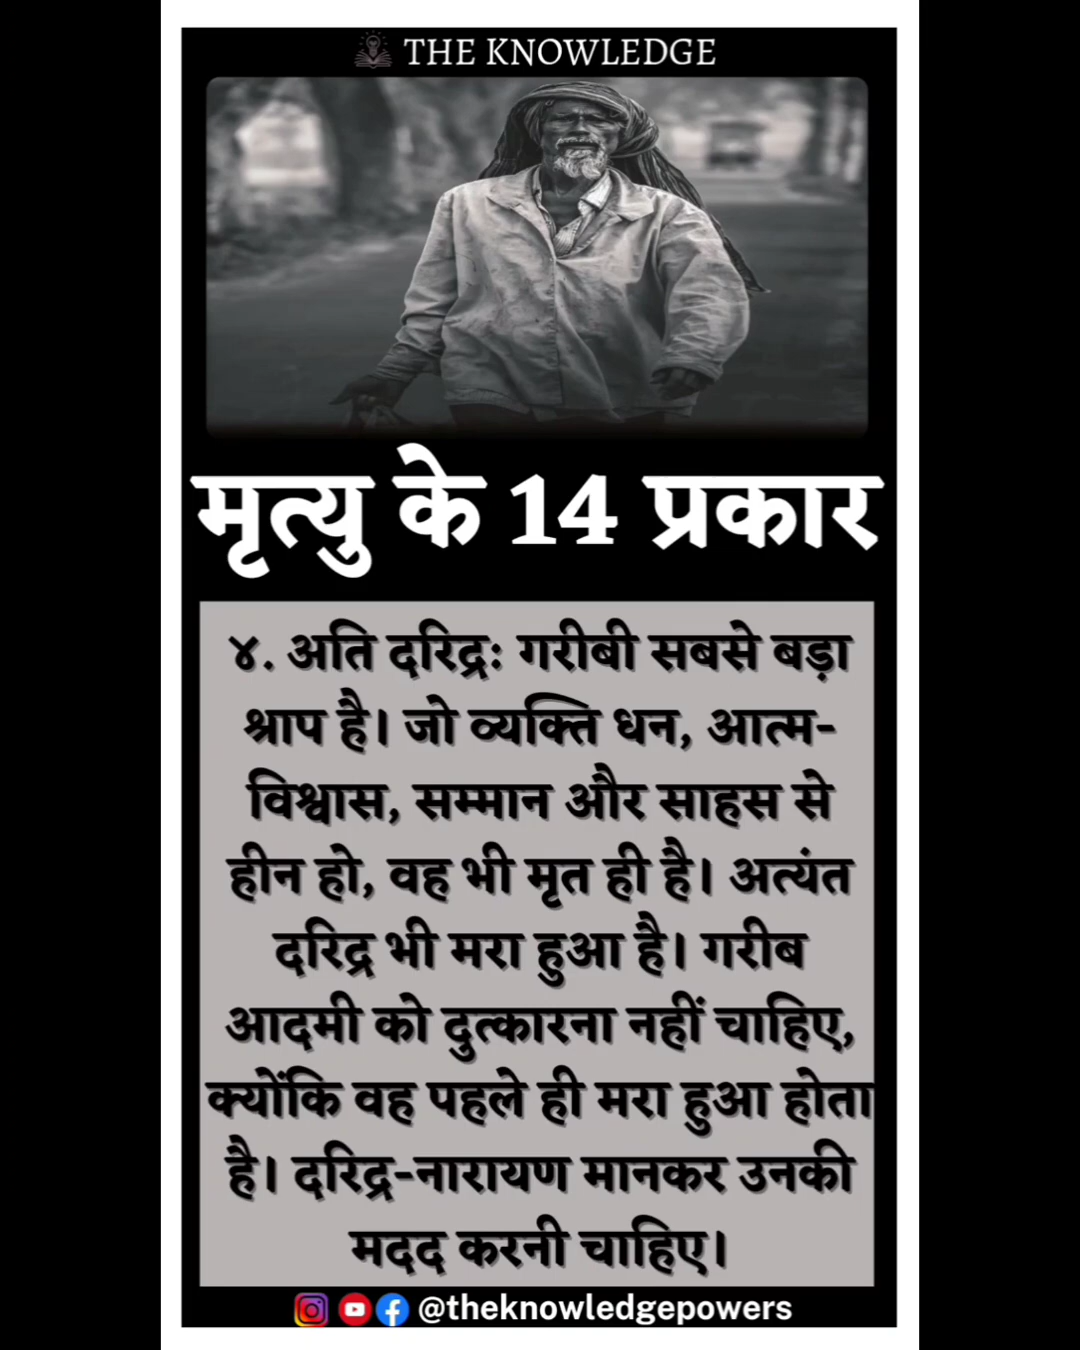 THE KNOWLEDGE
मृत्यु के 14 प्रकार
४. अति दरिद्रः गरीबी सबसे बड़ा
श्राप है। जो व्यक्ति धन, आत्म-
विश्वास, सम्मान और साहस से
हीन हो, वह भी मृत ही है। अत्यंत
दरिद्र भी मरा हुआ है। गरीब
आदमी को दुत्कारना नहीं चाहिए,
क्योंकि वह पहले ही मरा हुआ होता
है। दरिद्र-नारायण मानकर उनकी
मदद करनी चाहिए।
@theknowledgepowers